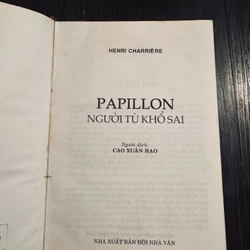 HENRI CHARRIÈRE
PAPILLON
NGƯỜI TÙ KHỔ SAI
Người dịch:
CAO XUÂN HẠO
NHÀ XUẤT BẢN HỘI NHÀ VĂN